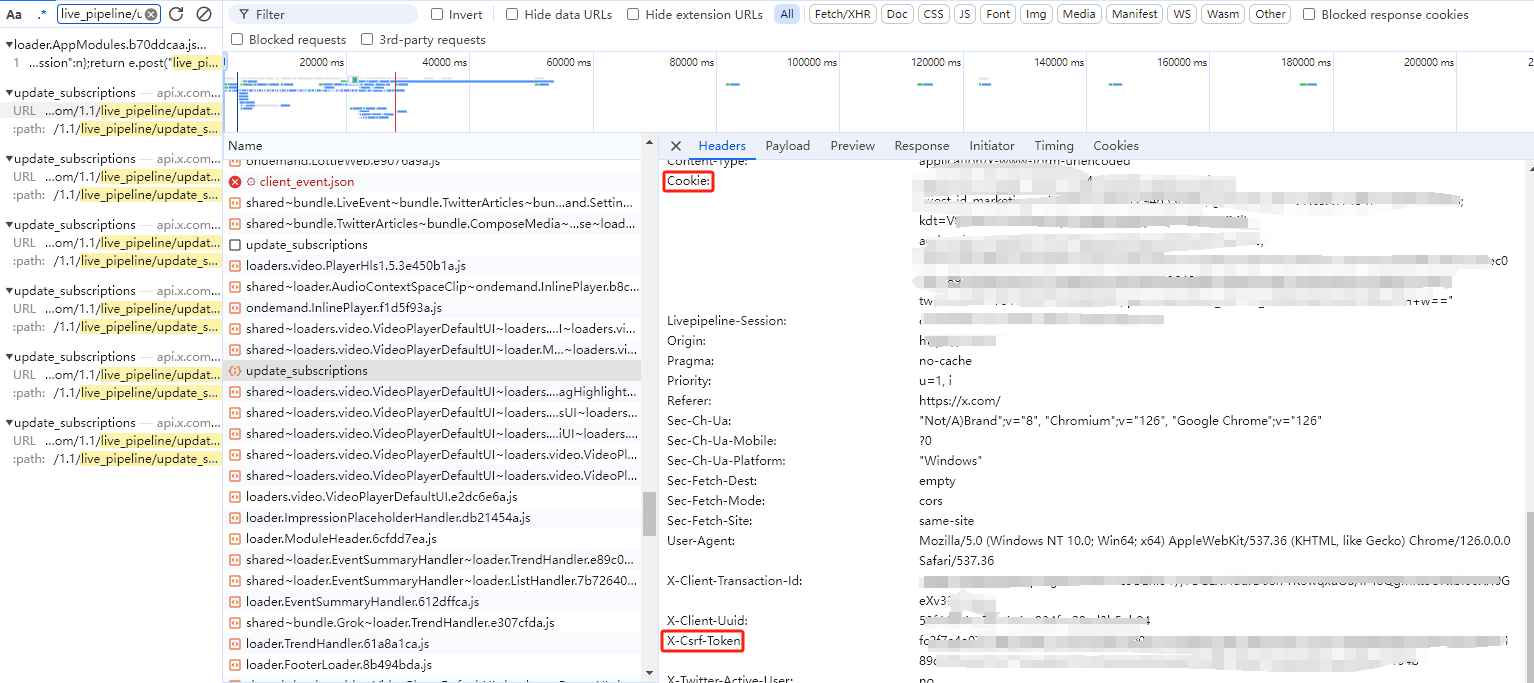 Aa .* live_pipeline/u
Filter Invert Hide data URLs Hide extension URLs All Fetch/XHR Doc CSS JS Font Img Media Manifest WS Wasm Other Blocked response cookies
Blocked requests 3rd-party requests
20000 ms 40000 ms 60000 ms 80000 ms 100000 ms 120000 ms 140000 ms 160000 ms 180000 ms 200000 ms 2
▾loader.AppModules.b70ddcaa.js…
1 …ssion":n};return e.post("live_pi…
▾update_subscriptions — api.x.com…
URL …om/1.1/live_pipeline/updat…
:path: /1.1/live_pipeline/update_s…
▾update_subscriptions — api.x.com…
URL …om/1.1/live_pipeline/updat…
:path: /1.1/live_pipeline/update_s…
▾update_subscriptions — api.x.com…
URL …om/1.1/live_pipeline/updat…
:path: /1.1/live_pipeline/update_s…
▾update_subscriptions — api.x.com…
URL …om/1.1/live_pipeline/updat…
:path: /1.1/live_pipeline/update_s…
▾update_subscriptions — api.x.com…
URL …om/1.1/live_pipeline/updat…
:path: /1.1/live_pipeline/update_s…
▾update_subscriptions — api.x.com…
URL …om/1.1/live_pipeline/updat…
:path: /1.1/live_pipeline/update_s…
Name
ondemand.LottieWeb.e9076a9a.js
client_event.json
shared~bundle.LiveEvent~bundle.TwitterArticles~bun…and.Settin…
shared~bundle.TwitterArticles~bundle.ComposeMedia~…se~load…
update_subscriptions
loaders.video.PlayerHls1.5.3e450b1a.js
shared~loader.AudioContextSpaceClip~ondemand.InlinePlayer.b8c…
ondemand.InlinePlayer.f1d5f93a.js
shared~loaders.video.VideoPlayerDefaultUI~loaders.…I~loaders.vi…
shared~loaders.video.VideoPlayerDefaultUI~loader.M…~loaders.vi…
update_subscriptions
shared~loaders.video.VideoPlayerDefaultUI~loaders.…agHighlight…
shared~loaders.video.VideoPlayerDefaultUI~loaders.…sUI~loaders…
shared~loaders.video.VideoPlayerDefaultUI~loaders.…iUI~loaders.…
shared~loaders.video.VideoPlayerDefaultUI~loaders.video.VideoPl…
shared~loaders.video.VideoPlayerDefaultUI~loaders.video.VideoPl…
loaders.video.VideoPlayerDefaultUI.e2dc6e6a.js
loader.ImpressionPlaceholderHandler.db21454a.js
loader.ModuleHeader.6cfdd7ea.js
shared~loader.EventSummaryHandler~loader.TrendHandler.e89c0…
shared~loader.EventSummaryHandler~loader.ListHandler.7b72640…
loader.EventSummaryHandler.612dffca.js
shared~bundle.Grok~loader.TrendHandler.e307cfda.js
loader.TrendHandler.61a8a1ca.js
loader.FooterLoader.8b494bda.js
Headers Payload Preview Response Initiator Timing Cookies
Content-Type: application/x-www-form-urlencoded
Cookie:
kdt=
ec0
w=="
Livepipeline-Session:
Origin:
Pragma: no-cache
Priority: u=1, i
Referer: https://x.com/
Sec-Ch-Ua: "Not/A)Brand";v="8", "Chromium";v="126", "Google Chrome";v="126"
Sec-Ch-Ua-Mobile: ?0
Sec-Ch-Ua-Platform: "Windows"
Sec-Fetch-Dest: empty
Sec-Fetch-Mode: cors
Sec-Fetch-Site: same-site
User-Agent: Mozilla/5.0 (Windows NT 10.0; Win64; x64) AppleWebKit/537.36 (KHTML, like Gecko) Chrome/126.0.0.0
Safari/537.36
X-Client-Transaction-Id:
X-Client-Uuid:
X-Csrf-Token
X-Twitter-Active-User: no